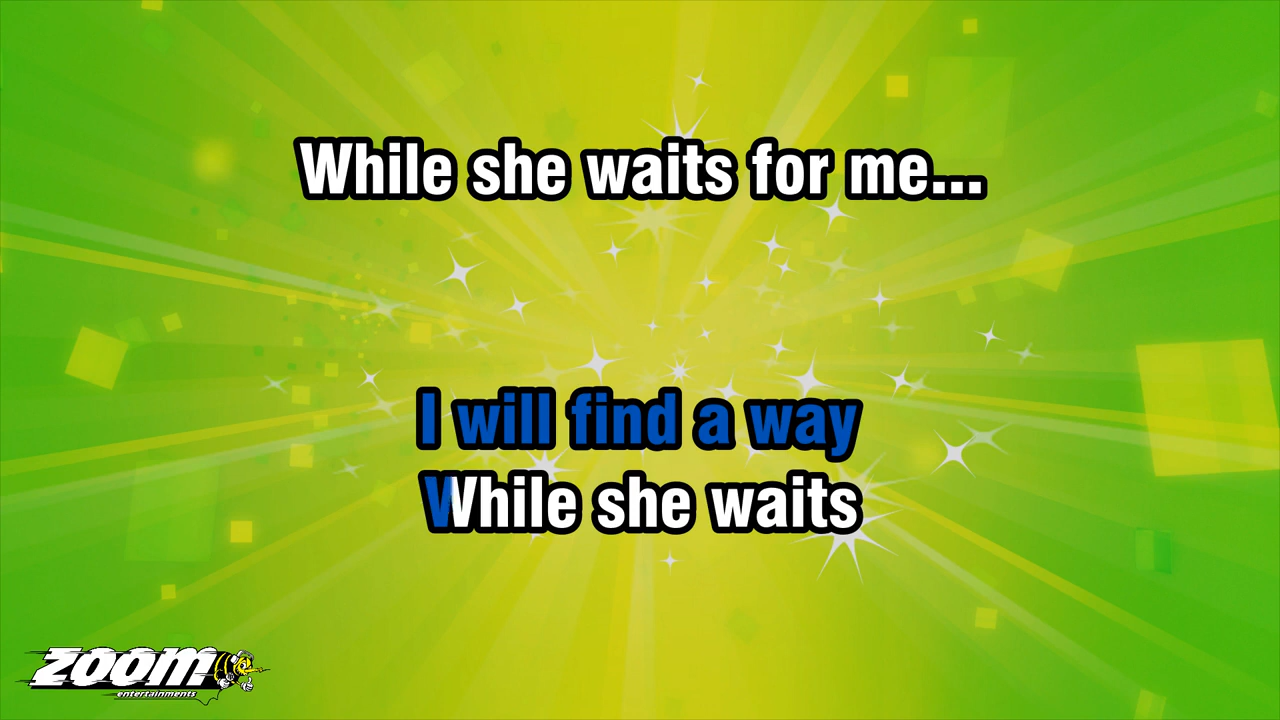 While she waits for me...
I will find a way
While she waits
ZOOM
entertainments